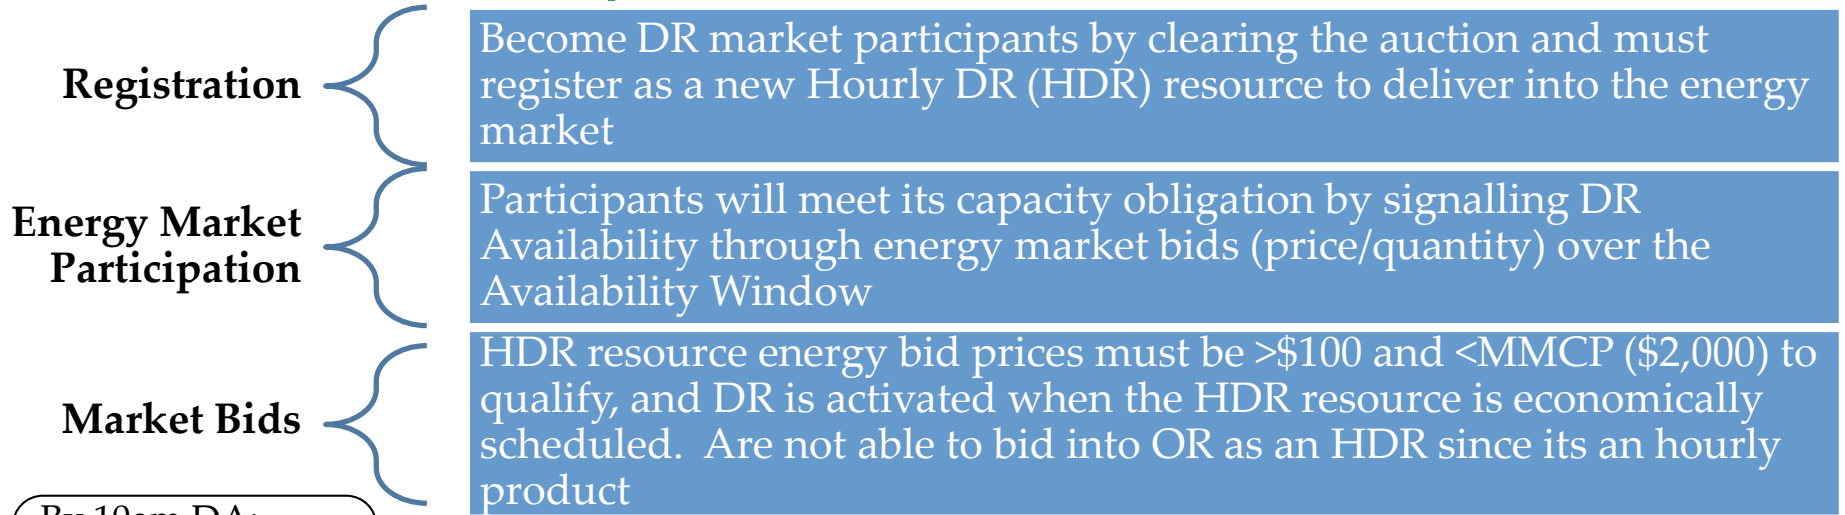 Registration
Become DR market participants by clearing the auction and must
register as a new Hourly DR (HDR) resource to deliver into the energy
market
Energy Market
Participation
Participants will meet its capacity obligation by signalling DR
Availability through energy market bids (price/quantity) over the
Availability Window
Market Bids
HDR resource energy bid prices must be >$100 and <MMCP ($2,000) to
qualify, and DR is activated when the HDR resource is economically
scheduled.  Are not able to bid into OR as an HDR since its an hourly
product
By 10am DA: